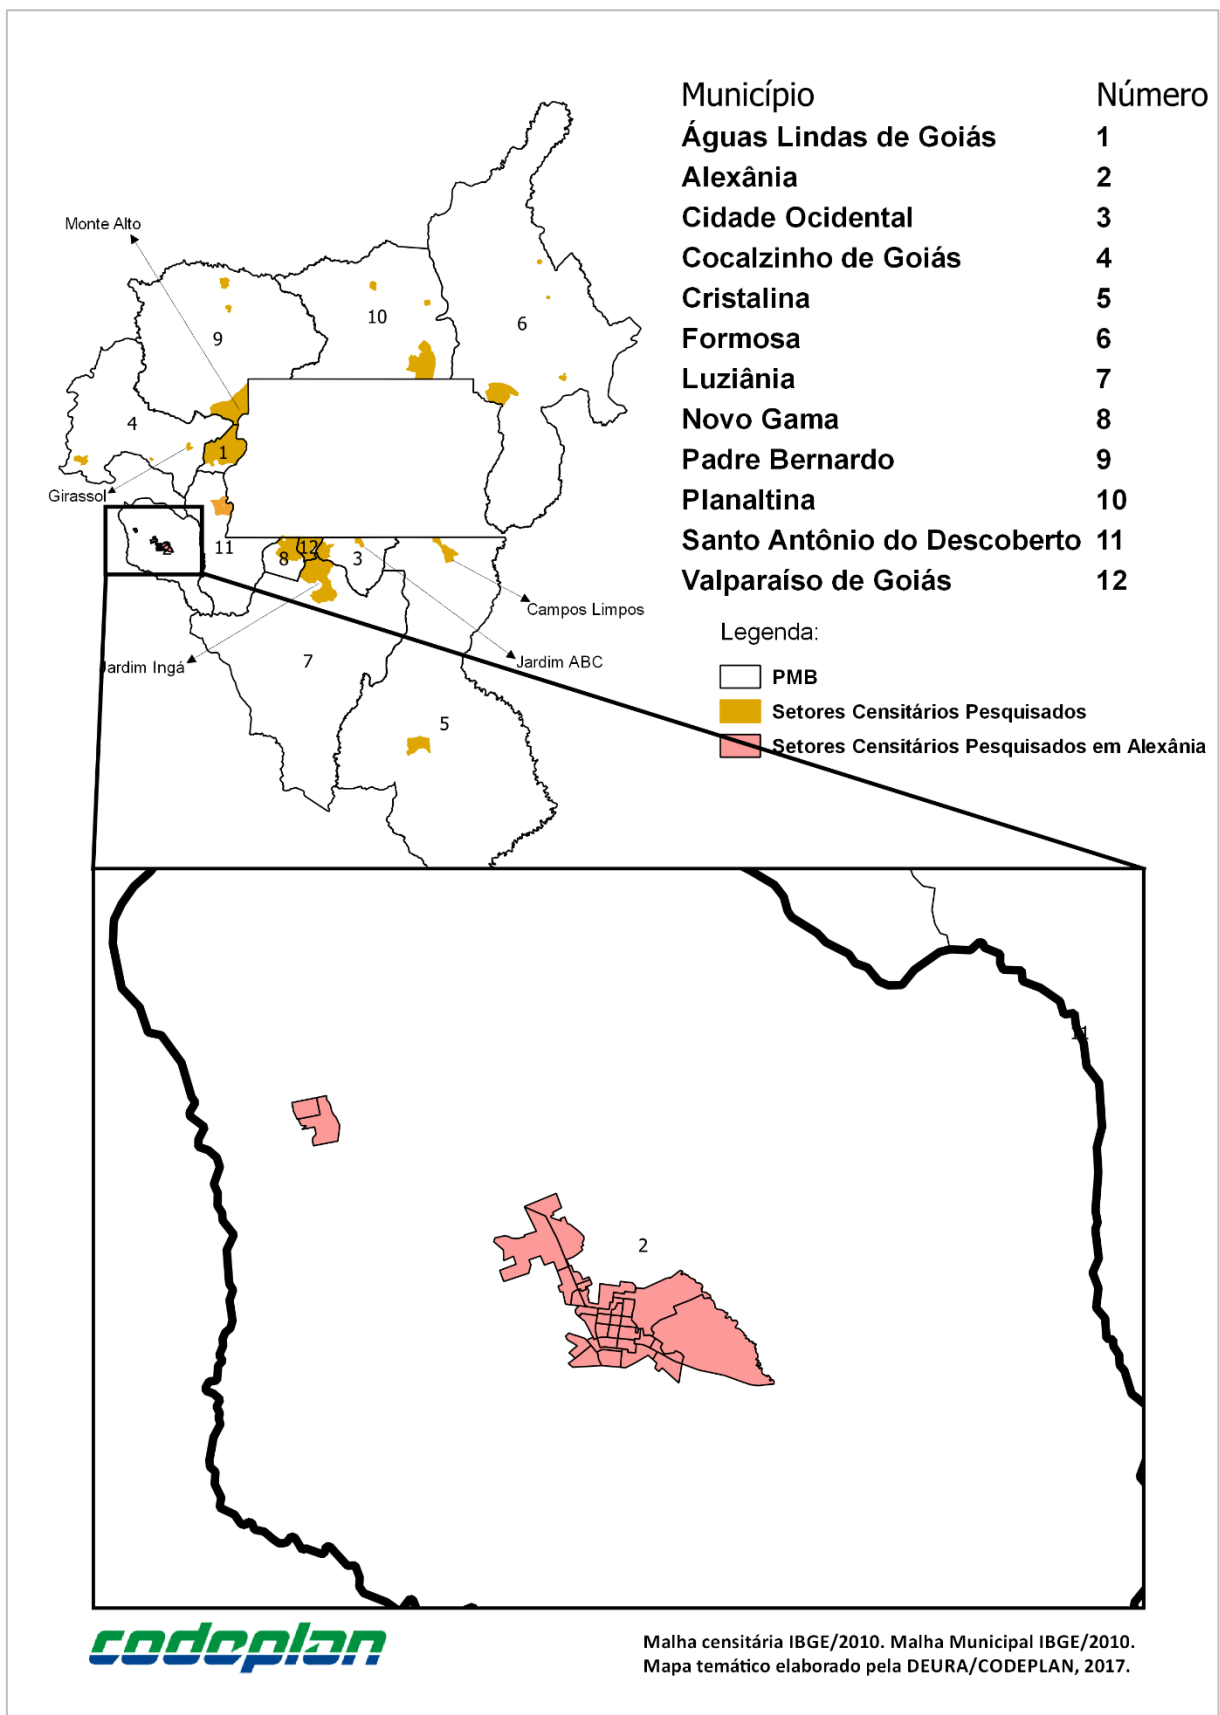 Município Número
Águas Lindas de Goiás 1
Alexânia 2
Cidade Ocidental 3
Cocalzinho de Goiás 4
Cristalina 5
Formosa 6
Luziânia 7
Novo Gama 8
Padre Bernardo 9
Planaltina 10
Santo Antônio do Descoberto 11
Valparaíso de Goiás 12
Legenda:
PMB
Setores Censitários Pesquisados
Setores Censitários Pesquisados em Alexânia
Monte Alto
10
6
9
4
1
Girassol
2
11
8
12
3
Campos Limpos
Jardim Ingá
7
Jardim ABC
5
11
2
codeplan
Malha censitária IBGE/2010. Malha Municipal IBGE/2010.
Mapa temático elaborado pela DEURA/CODEPLAN, 2017.